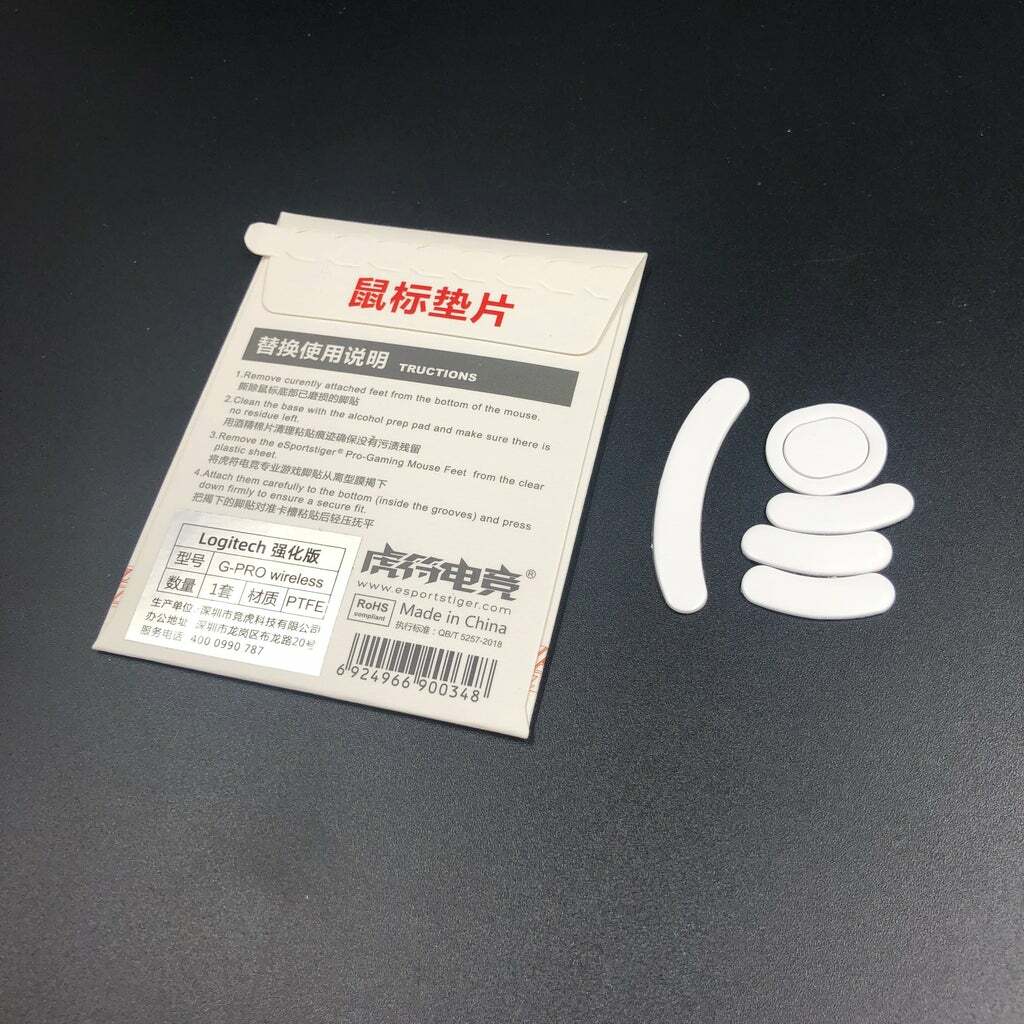 鼠标垫片
替换使用说明 TRUCTIONS
1.Remove curently attached feet from the bottom of the mouse.
撕除鼠标底部已磨损的脚贴
2.Clean the base with the alcohol prep pad and make sure there is
no residue left.
用酒精棉片清理粘贴痕迹确保没有污渍残留
3.Remove the eSportstiger® Pro-Gaming Mouse Feet from the clear
plastic sheet.
将虎符电竞专业游戏脚贴从离型膜揭下
4.Attach them carefully to the bottom (inside the grooves) and press
down firmly to ensure a secure fit.
把揭下的脚贴对准卡槽粘贴后轻压抚平
Logitech 强化版
型号 G-PRO wireless
数量 1套 材质 PTFE
生产单位: 深圳市竞虎科技有限公司
办公地址: 深圳市龙岗区布龙路20号
服务电话: 400 0990 787
虎符电竞®
www.esportstiger.com
RoHS
compliant
Made in China
执行标准：QB/T 5257-2018
6 924966 900348